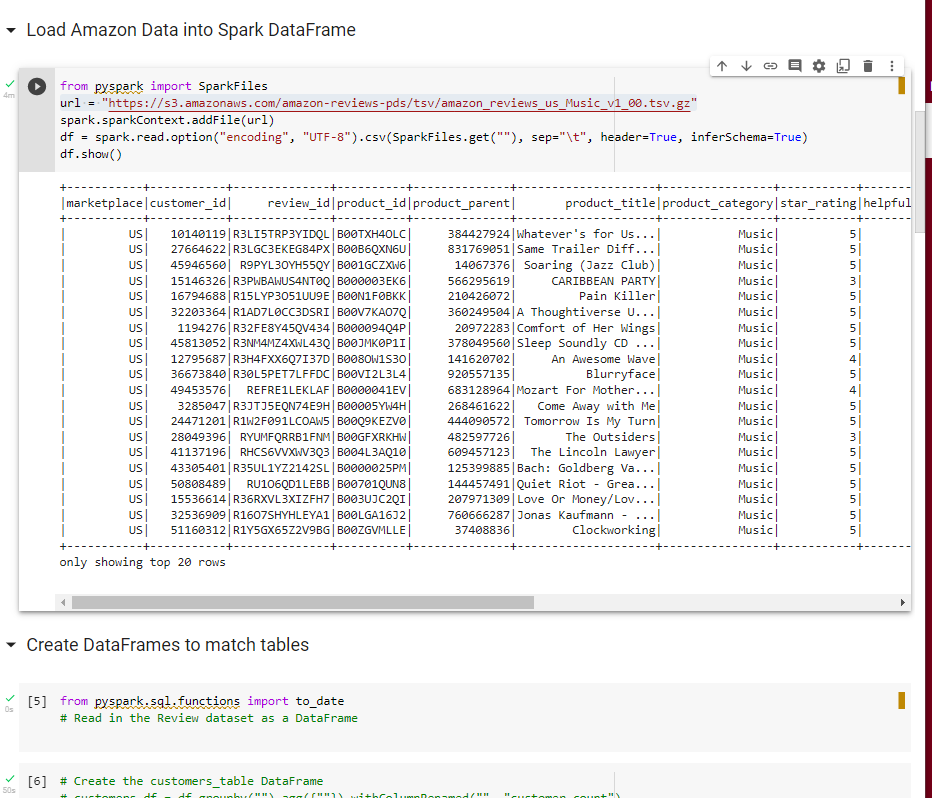 Load Amazon Data into Spark DataFrame
4m
from pyspark import SparkFiles
url = "https://s3.amazonaws.com/amazon-reviews-pds/tsv/amazon_reviews_us_Music_v1_00.tsv.gz"
spark.sparkContext.addFile(url)
df = spark.read.option("encoding", "UTF-8").csv(SparkFiles.get(""), sep="\t", header=True, inferSchema=True)
df.show()
+-----------+-----------+--------------+----------+--------------+--------------------+----------------+-----------+-------
|marketplace|customer_id|     review_id|product_id|product_parent|       product_title|product_category|star_rating|helpful
+-----------+-----------+--------------+----------+--------------+--------------------+----------------+-----------+-------
|         US|   10140119|R3LI5TRP3YIDQL|B00TXH4OLC|     384427924|Whatever's for Us...|           Music|          5|
|         US|   27664622|R3LGC3EKEG84PX|B00B6QXN6U|     831769051|Same Trailer Diff...|           Music|          5|
|         US|   45946560| R9PYL3OYH55QY|B001GCZXW6|      14067376| Soaring (Jazz Club)|           Music|          5|
|         US|   15146326|R3PWBAWUS4NT0Q|B000003EK6|     566295619|     CARIBBEAN PARTY|           Music|          3|
|         US|   16794688|R15LYP3O51UU9E|B00N1F0BKK|     210426072|         Pain Killer|           Music|          5|
|         US|   32203364|R1AD7L0CC3DSRI|B00V7KAO7Q|     360249504|A Thoughtiverse U...|           Music|          5|
|         US|    1194276|R32FE8Y45QV434|B000094Q4P|      20972283|Comfort of Her Wings|           Music|          5|
|         US|   45813052|R3NM4MZ4XWL43Q|B00JMK0P1I|     378049560|Sleep Soundly CD ...|           Music|          5|
|         US|   12795687|R3H4FXX6Q7I37D|B008OW1S3O|     141620702|     An Awesome Wave|           Music|          4|
|         US|   36673840|R30L5PET7LFFDC|B00VI2L3L4|     920557135|          Blurryface|           Music|          5|
|         US|   49453576| REFRE1LEKLAF|B0000041EV|     683128964|Mozart For Mother...|           Music|          4|
|         US|    3285047|R3JTJ5EQN74E9H|B00005YW4H|     268461622|   Come Away with Me|           Music|          5|
|         US|   24471201|R1W2F091LCOAW5|B00Q9KEZV0|     444090572| Tomorrow Is My Turn|           Music|          5|
|         US|   28049396| RYUMFQRRB1FNM|B00GFXRKHW|     482597726|       The Outsiders|           Music|          3|
|         US|   41137196| RHCS6VVXWV3Q3|B004L3AQ10|     609457123|  The Lincoln Lawyer|           Music|          5|
|         US|   43305401|R35UL1YZ2142SL|B0000025PM|     125399885|Bach: Goldberg Va...|           Music|          5|
|         US|   50808489| RU1O6QD1LEBB|B00701QUN8|     144457491|Quiet Riot - Grea...|           Music|          5|
|         US|   15536614|R36RXVL3XIZFH7|B003UJC2QI|     207971309|Love Or Money/Lov...|           Music|          5|
|         US|   32536909|R16O7SHYHLEYA1|B00LGA16J2|     760666287|Jonas Kaufmann - ...|           Music|          5|
|         US|   51160312|R1Y5GX65Z2V9BG|B00ZGVMLLE|      37408836|         Clockworking|           Music|          5|
+-----------+-----------+--------------+----------+--------------+--------------------+----------------+-----------+-------
only showing top 20 rows
Create DataFrames to match tables
0s
[5] from pyspark.sql.functions import to_date
# Read in the Review dataset as a DataFrame
50s
[6] # Create the customers_table DataFrame
# customers_df = df.groupby("").agg({""}).withColumnRenamed("", "customer_count")